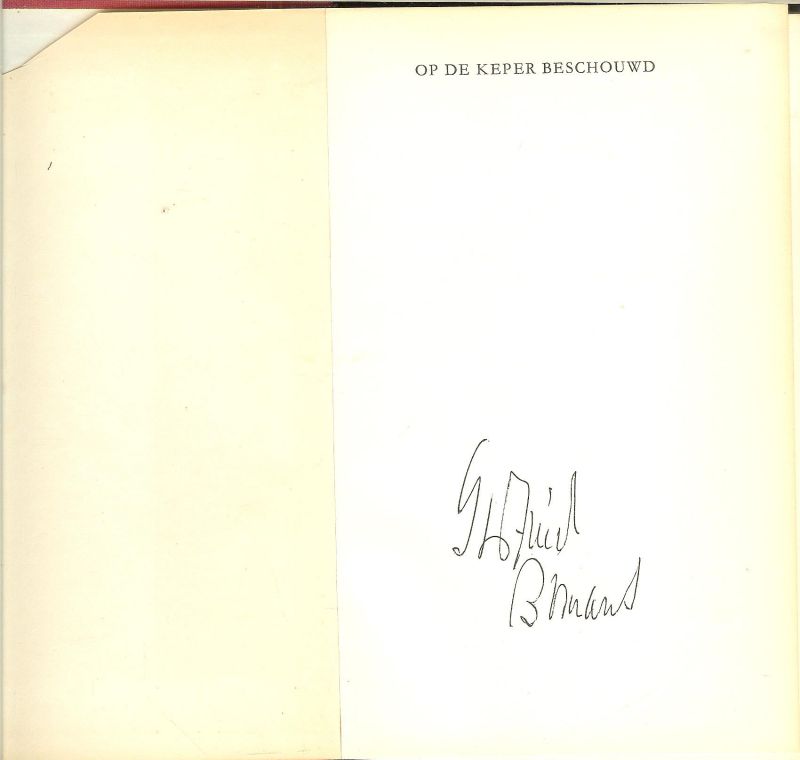 OP DE KEPER BESCHOUWD
Godfried
Bomans